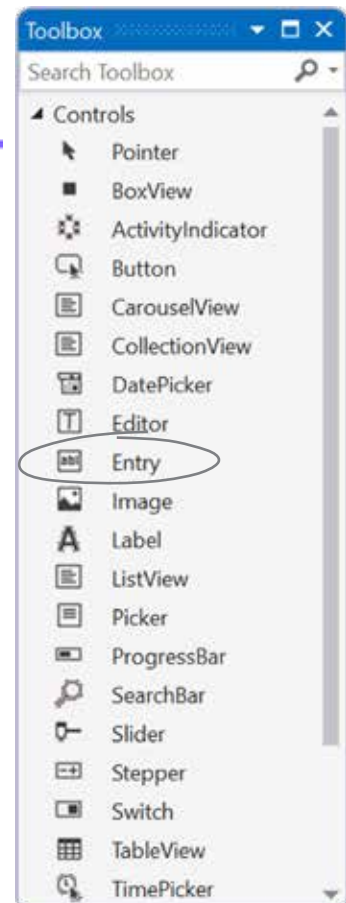 Toolbox
Search Toolbox
Controls
Pointer
BoxView
ActivityIndicator
Button
CarouselView
CollectionView
DatePicker
Editor
Entry
Image
Label
ListView
Picker
ProgressBar
SearchBar
Slider
Stepper
Switch
TableView
TimePicker